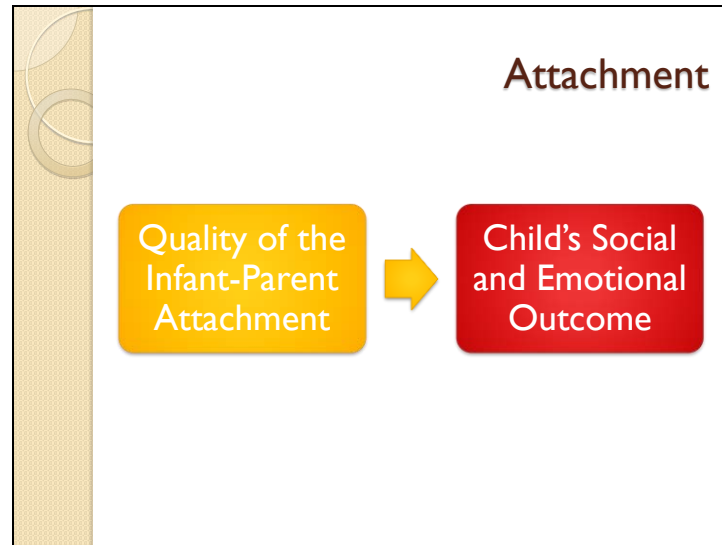 Attachment
Quality of the
Infant-Parent
Attachment
Child’s Social
and Emotional
Outcome